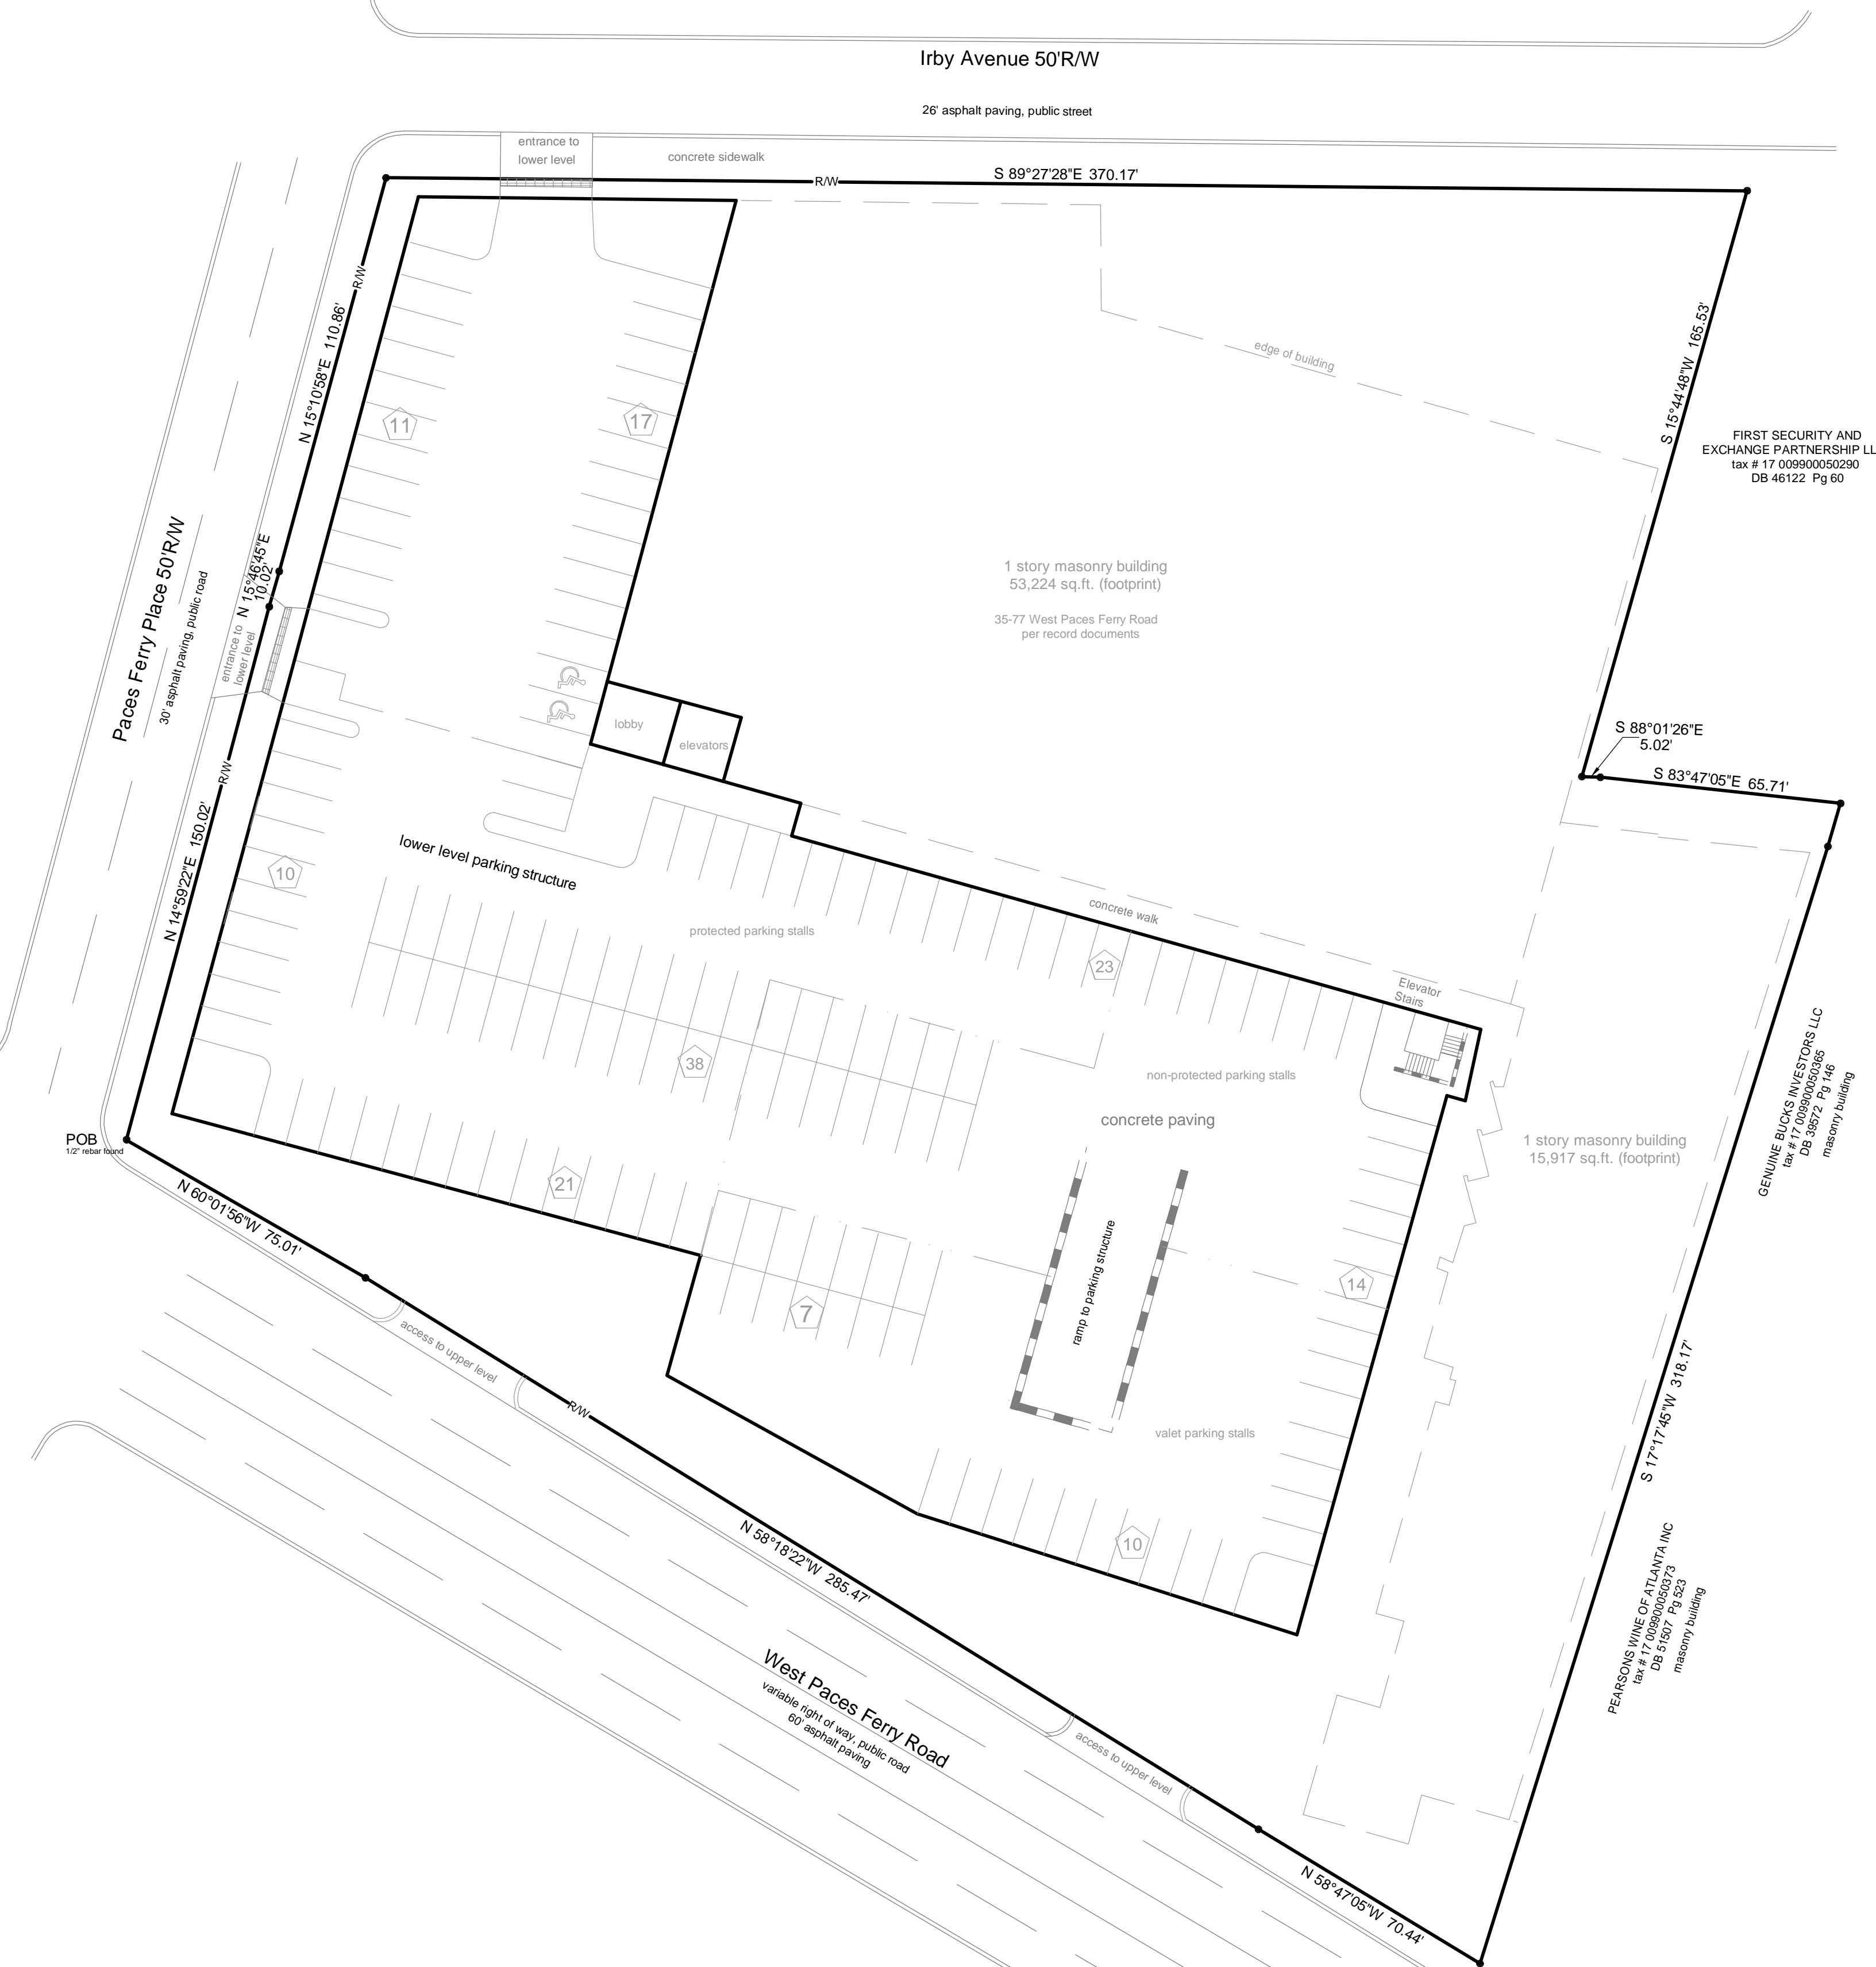 Irby Avenue 50'R/W
26' asphalt paving, public street
entrance to
lower level
concrete sidewalk
R/W
S 89°27'28"E 370.17'
R/W
N 15°10'58"E 110.86'
S 15°44'48"W 165.53'
edge of building
11
17
FIRST SECURITY AND
EXCHANGE PARTNERSHIP LL
tax # 17 009900050290
DB 46122 Pg 60
Paces Ferry Place 50'R/W
30' asphalt paving, public road
N 15°46'45"E
10.02'
entrance to
lower level
1 story masonry building
53,224 sq.ft. (footprint)
35-77 West Paces Ferry Road
per record documents
lobby
elevators
S 88°01'26"E
5.02'
S 83°47'05"E 65.71'
R/W
N 14°59'22"E 150.02'
10
lower level parking structure
protected parking stalls
concrete walk
23
Elevator
Stairs
38
non-protected parking stalls
concrete paving
GENUINE BUCKS INVESTORS LLC
tax # 17 009900050365
DB 39572 Pg 146
masonry building
1 story masonry building
15,917 sq.ft. (footprint)
POB
1/2" rebar found
N 60°01'56"W 75.01'
21
ramp to parking structure
14
7
access to upper level
R/W
S 17°17'45"W 318.17'
valet parking stalls
10
N 58°18'22"W 285.47'
PEARSONS WINE OF ATLANTA INC
tax # 17 009900050373
DB 51507 Pg 523
masonry building
West Paces Ferry Road
variable right of way, public road
60' asphalt paving
access to upper level
N 58°47'05"W 70.44'